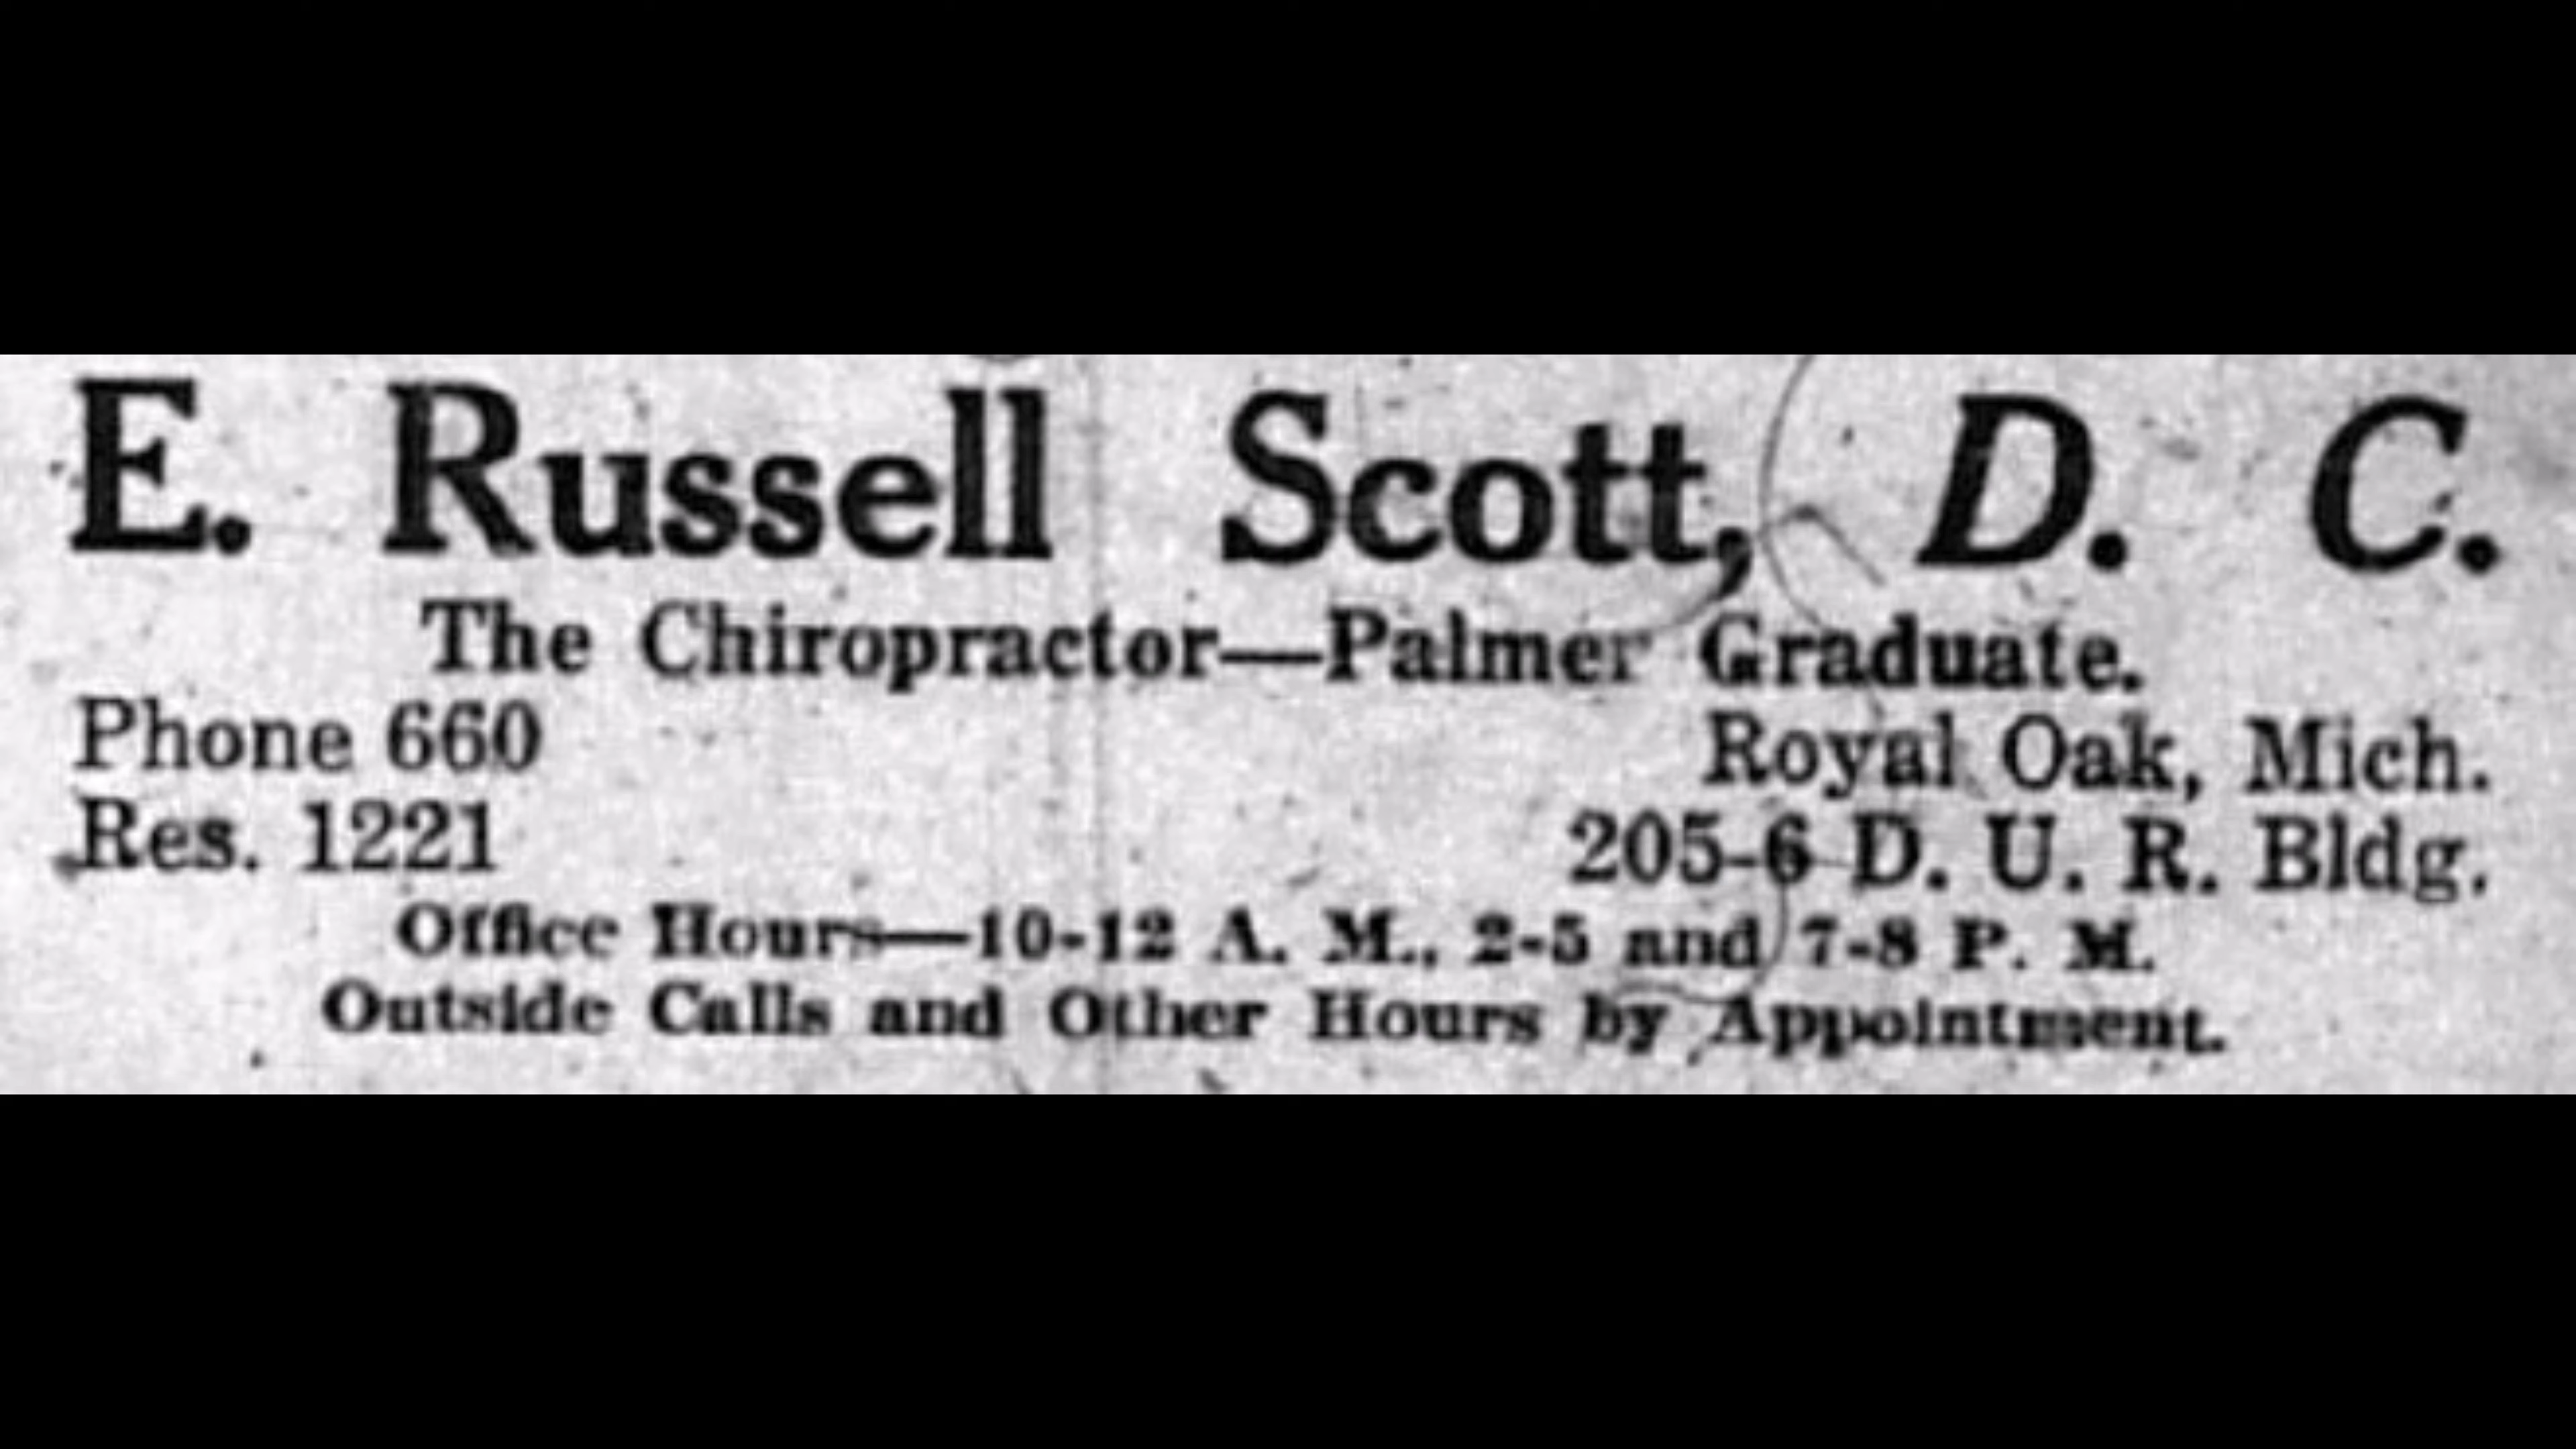 E. Russell Scott, D. C.
The Chiropractor—Palmer Graduate.
Phone 660
Royal Oak, Mich.
Res. 1221
205-6 D. U. R. Bldg.
Office Hours—10-12 A. M., 2-5 and 7-8 P. M.
Outside Calls and Other Hours by Appointment.